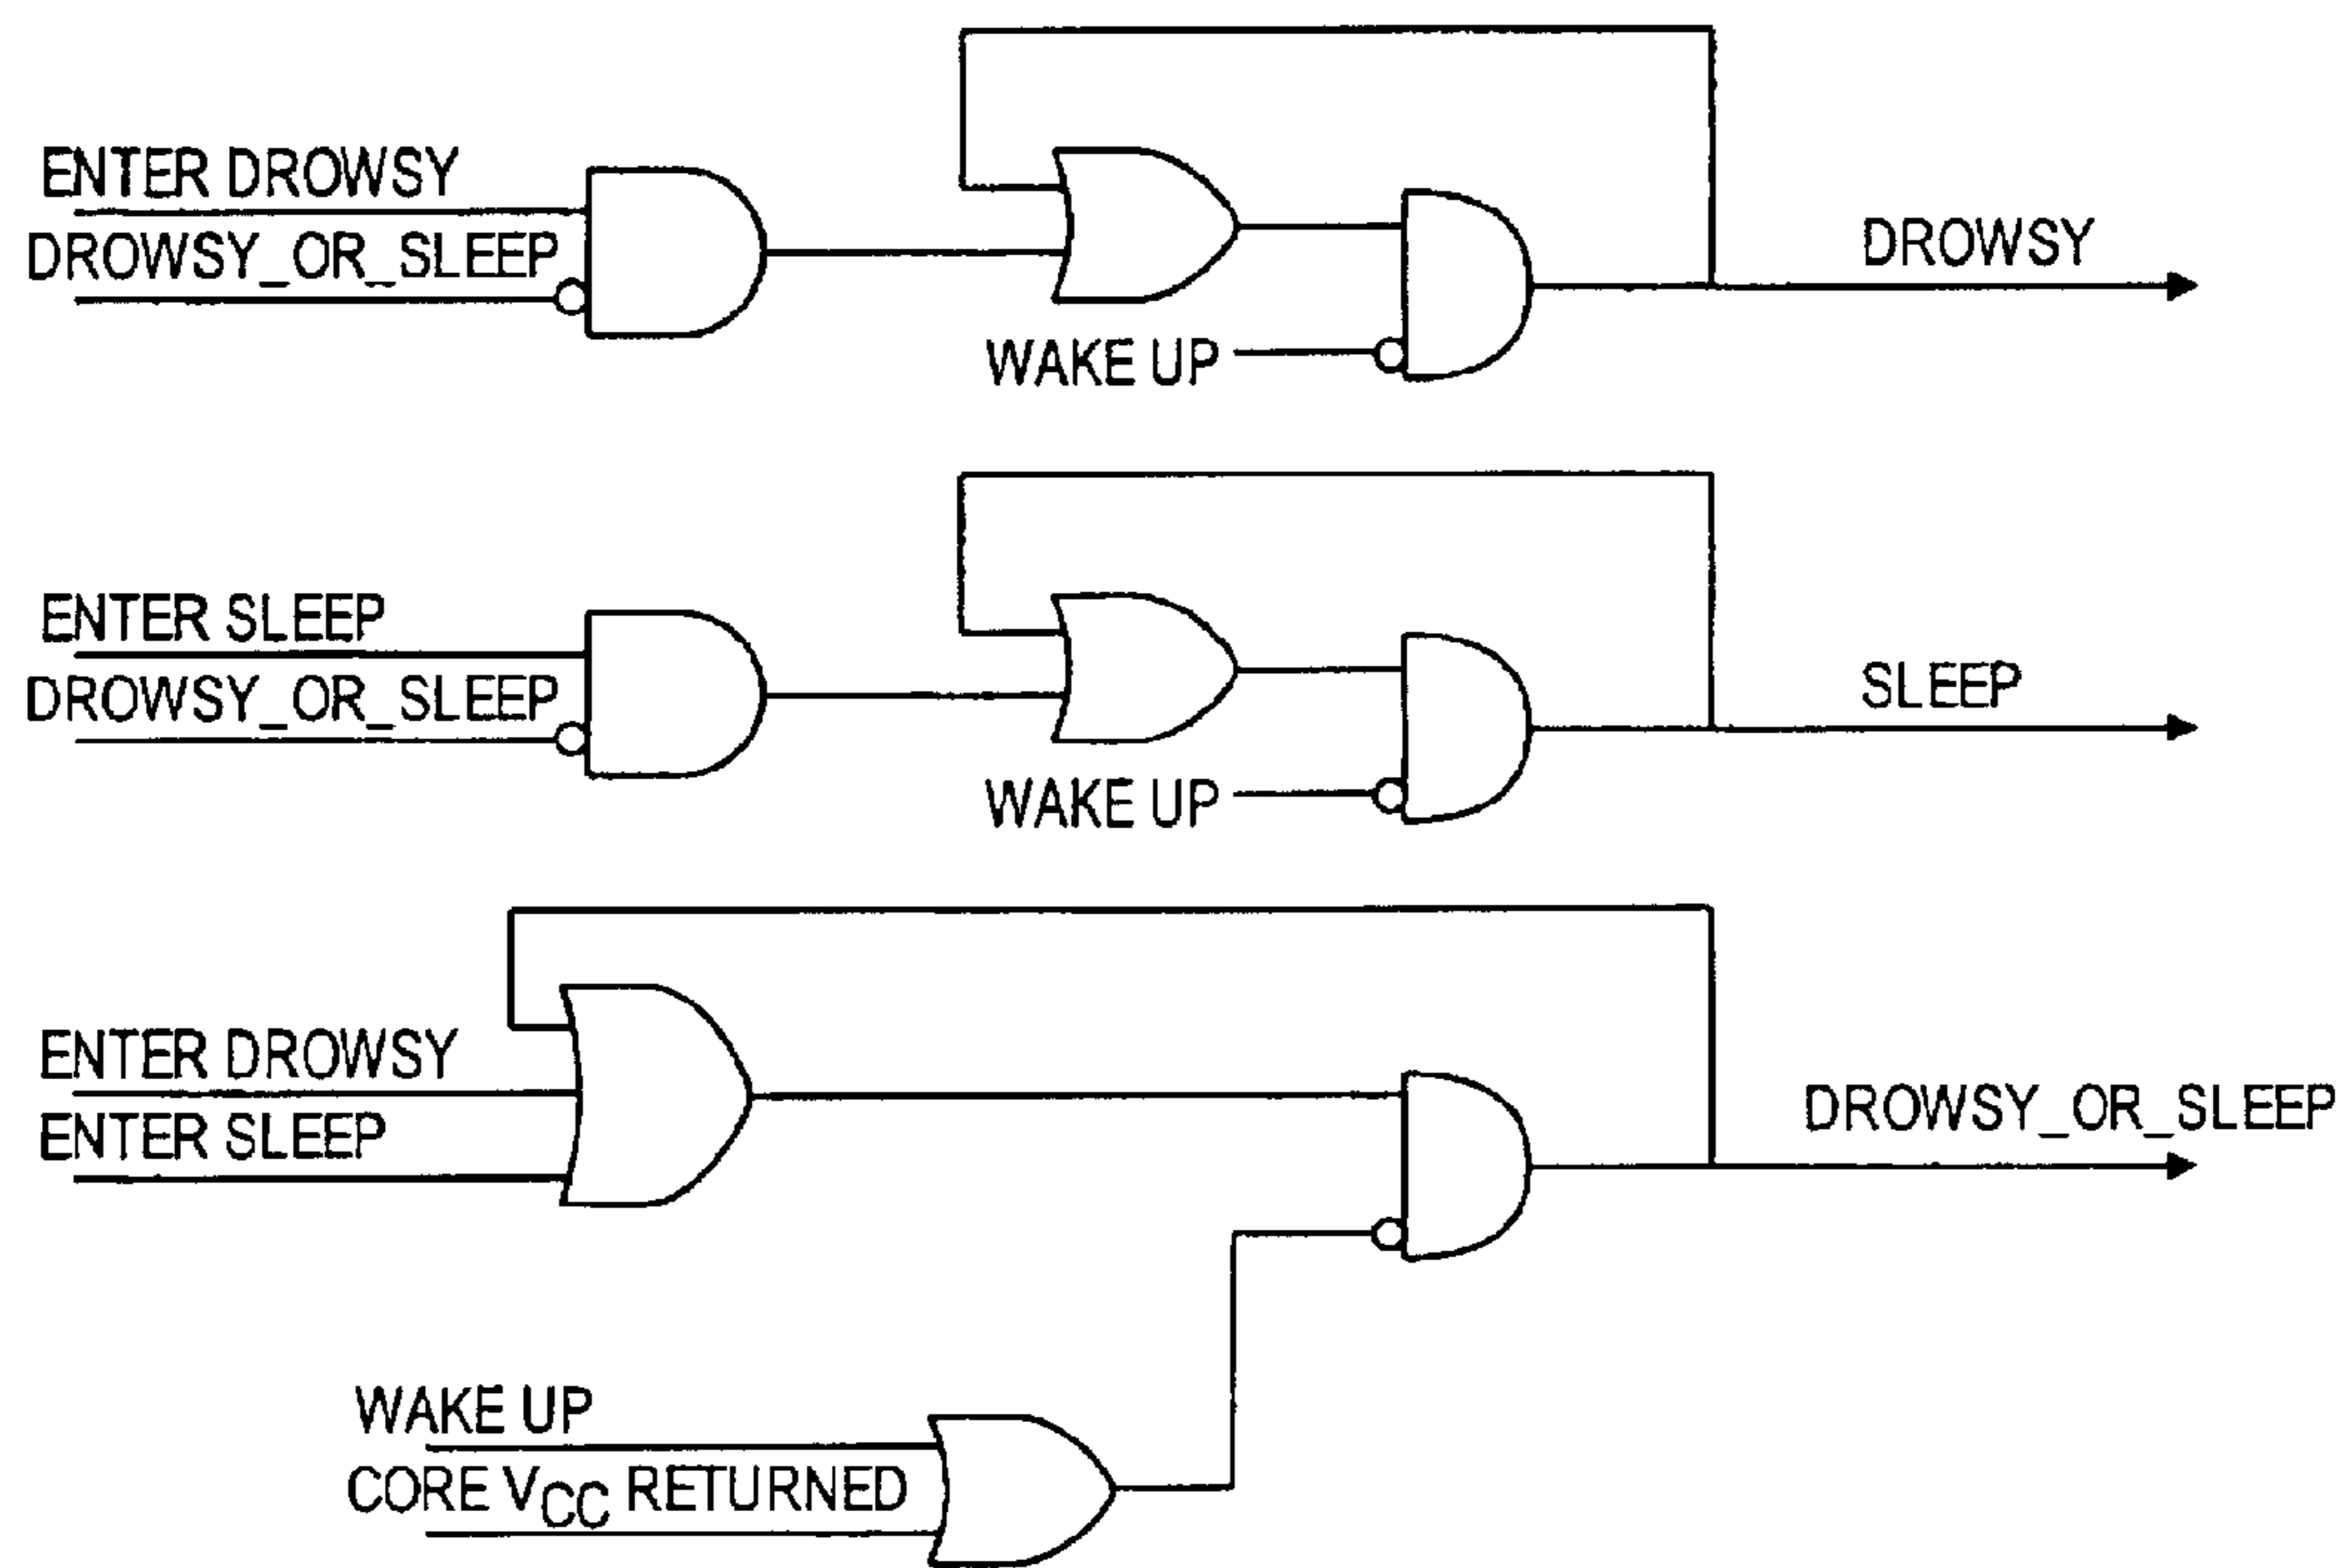 ENTER DROWSY
DROWSY_OR_SLEEP
WAKE UP
DROWSY
ENTER SLEEP
DROWSY_OR_SLEEP
WAKE UP
SLEEP
ENTER DROWSY
ENTER SLEEP
DROWSY_OR_SLEEP
WAKE UP
CORE VCC RETURNED